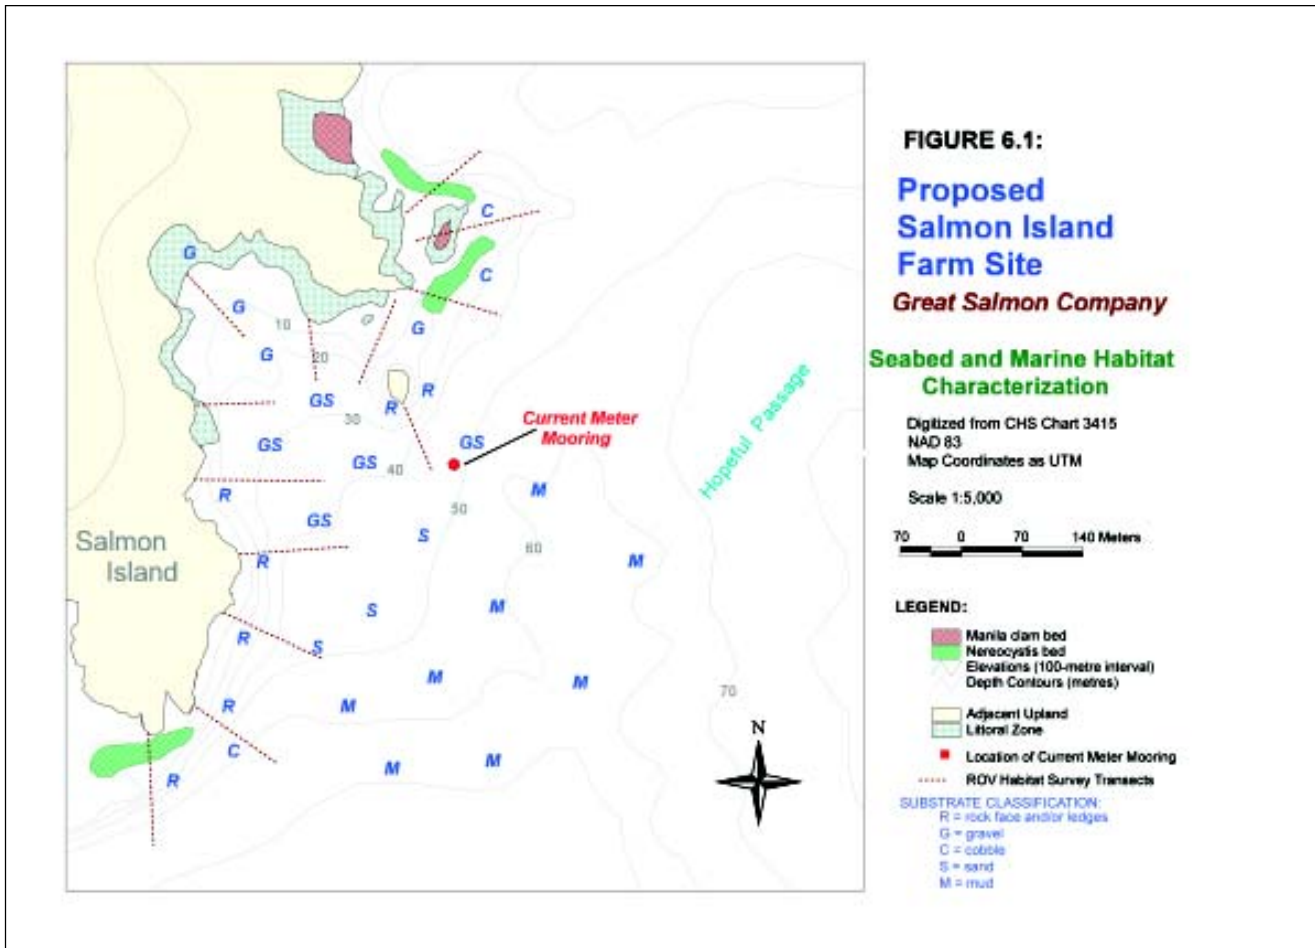 FIGURE 6.1:
Proposed
Salmon Island
Farm Site
Great Salmon Company
Seabed and Marine Habitat
Characterization
Digitized from CHS Chart 3415
NAD 83
Map Coordinates as UTM
Scale 1:5,000
70 0 70 140 Meters
LEGEND:
Manila clam bed
Nereocystis bed
Elevations (100-metre interval)
Depth Contours (metres)
Adjacent Upland
Littoral Zone
Location of Current Meter Mooring
ROV Habitat Survey Transects
SUBSTRATE CLASSIFICATION:
R = rock face and/or ledges
G = gravel
C = cobble
S = sand
M = mud
C
G
C
G
10
G
G
20
R
GS
R
30
Current Meter
Mooring
GS
GS
GS
40
R
M
50
GS
S
60
Hopeful Passage
Salmon
Island
R
M
S
M
R
S
M
M
70
R
M
N
C
M
M
R